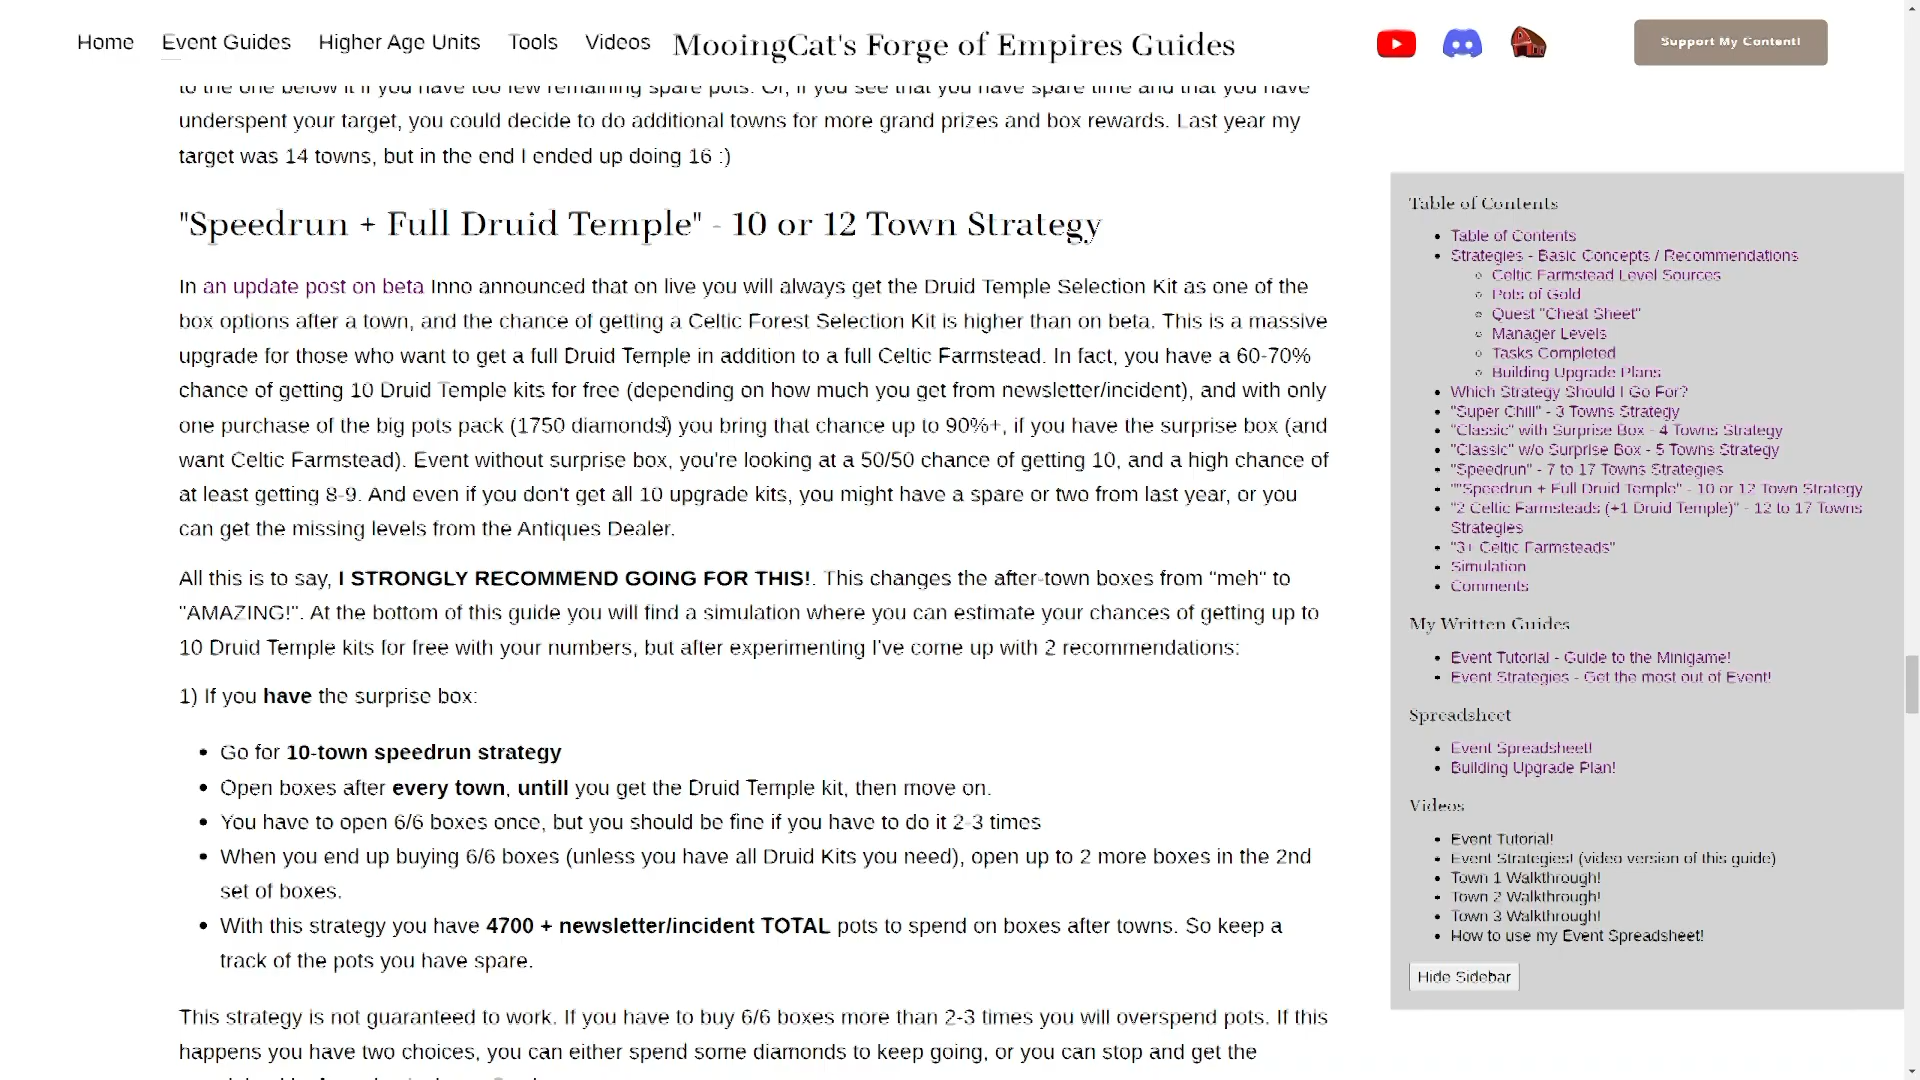 Home
Event Guides
Higher Age Units
Tools
Videos
MooingCat's Forge of Empires Guides
Support My Content!
to the one below it if you have too few remaining spare pots. Or, if you see that you have spare time and that you have
underspent your target, you could decide to do additional towns for more grand prizes and box rewards. Last year my
target was 14 towns, but in the end I ended up doing 16 :)
"Speedrun + Full Druid Temple" - 10 or 12 Town Strategy
In an update post on beta Inno announced that on live you will always get the Druid Temple Selection Kit as one of the
box options after a town, and the chance of getting a Celtic Forest Selection Kit is higher than on beta. This is a massive
upgrade for those who want to get a full Druid Temple in addition to a full Celtic Farmstead. In fact, you have a 60-70%
chance of getting 10 Druid Temple kits for free (depending on how much you get from newsletter/incident), and with only
one purchase of the big pots pack (1750 diamonds) you bring that chance up to 90%+, if you have the surprise box (and
want Celtic Farmstead). Event without surprise box, you're looking at a 50/50 chance of getting 10, and a high chance of
at least getting 8-9. And even if you don't get all 10 upgrade kits, you might have a spare or two from last year, or you
can get the missing levels from the Antiques Dealer.
All this is to say, I STRONGLY RECOMMEND GOING FOR THIS!. This changes the after-town boxes from "meh" to
"AMAZING!". At the bottom of this guide you will find a simulation where you can estimate your chances of getting up to
10 Druid Temple kits for free with your numbers, but after experimenting I've come up with 2 recommendations:
1) If you have the surprise box:
• Go for 10-town speedrun strategy
• Open boxes after every town, untill you get the Druid Temple kit, then move on.
• You have to open 6/6 boxes once, but you should be fine if you have to do it 2-3 times
• When you end up buying 6/6 boxes (unless you have all Druid Kits you need), open up to 2 more boxes in the 2nd
set of boxes.
• With this strategy you have 4700 + newsletter/incident TOTAL pots to spend on boxes after towns. So keep a
track of the pots you have spare.
This strategy is not guaranteed to work. If you have to buy 6/6 boxes more than 2-3 times you will overspend pots. If this
happens you have two choices, you can either spend some diamonds to keep going, or you can stop and get the
Table of Contents
• Table of Contents
• Strategies - Basic Concepts / Recommendations
◦ Celtic Farmstead Level Sources
◦ Pots of Gold
◦ Quest "Cheat Sheet"
◦ Manager Levels
◦ Tasks Completed
◦ Building Upgrade Plans
• Which Strategy Should I Go For?
• "Super Chill" - 3 Towns Strategy
• "Classic" with Surprise Box - 4 Towns Strategy
• "Classic" w/o Surprise Box - 5 Towns Strategy
• "Speedrun" - 7 to 17 Towns Strategies
• ""Speedrun + Full Druid Temple" - 10 or 12 Town Strategy
• "2 Celtic Farmsteads (+1 Druid Temple)" - 12 to 17 Towns
Strategies
• "3+ Celtic Farmsteads"
• Simulation
• Comments
My Written Guides
• Event Tutorial - Guide to the Minigame!
• Event Strategies - Get the most out of Event!
Spreadsheet
• Event Spreadsheet!
• Building Upgrade Plan!
Videos
• Event Tutorial!
• Event Strategies! (video version of this guide)
• Town 1 Walkthrough!
• Town 2 Walkthrough!
• Town 3 Walkthrough!
• How to use my Event Spreadsheet!
Hide Sidebar